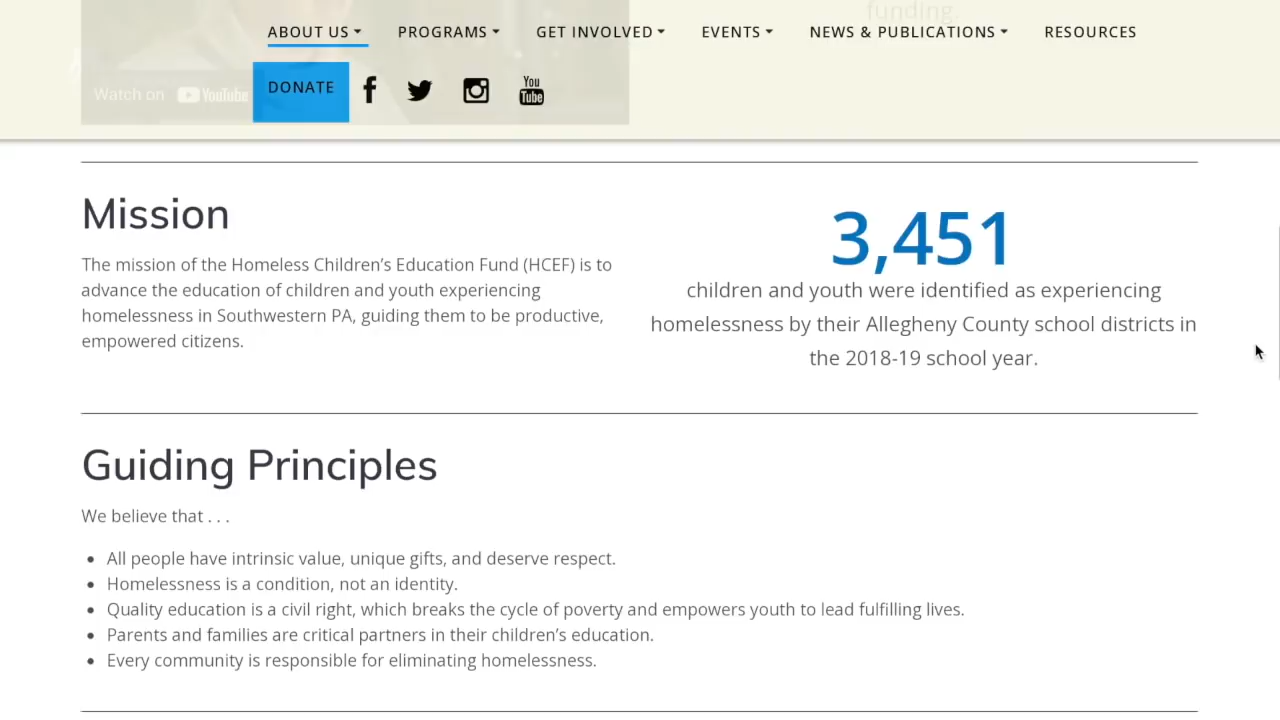 funding.
ABOUT US PROGRAMS GET INVOLVED EVENTS NEWS & PUBLICATIONS RESOURCES
Watch on YouTube
DONATE
You Tube
Mission
The mission of the Homeless Children’s Education Fund (HCEF) is to
advance the education of children and youth experiencing
homelessness in Southwestern PA, guiding them to be productive,
empowered citizens.
3,451
children and youth were identified as experiencing
homelessness by their Allegheny County school districts in
the 2018-19 school year.
Guiding Principles
We believe that . . .
• All people have intrinsic value, unique gifts, and deserve respect.
• Homelessness is a condition, not an identity.
• Quality education is a civil right, which breaks the cycle of poverty and empowers youth to lead fulfilling lives.
• Parents and families are critical partners in their children’s education.
• Every community is responsible for eliminating homelessness.